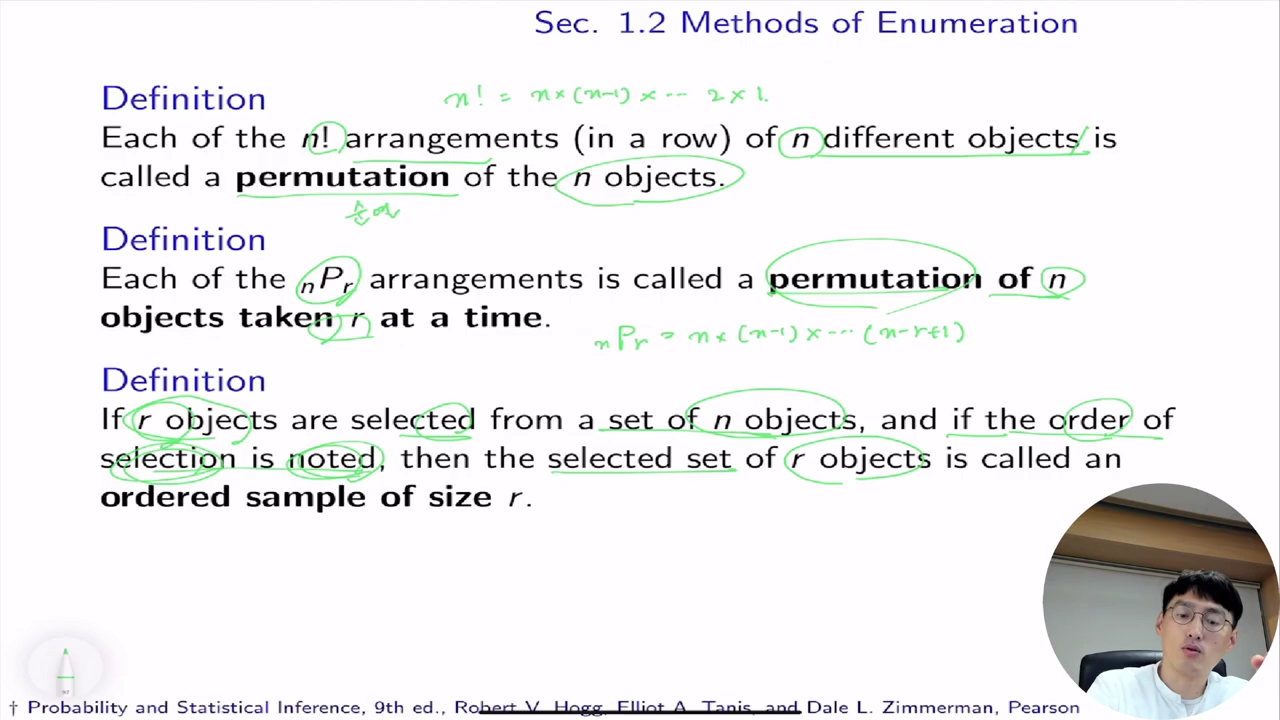 Sec. 1.2 Methods of Enumeration
Definition
n! = n×(n-1)× ⋯ 2×1.
Each of the n! arrangements (in a row) of n different objects is
called a permutation of the n objects.
순열
Definition
Each of the nPr arrangements is called a permutation of n
objects taken r at a time.
nPr = n×(n-1)×⋯(n-r+1)
Definition
If r objects are selected from a set of n objects, and if the order of
selection is noted, then the selected set of r objects is called an
ordered sample of size r.
† Probability and Statistical Inference, 9th ed., Robert V. Hogg, Elliot A. Tanis, and Dale L. Zimmerman, Pearson